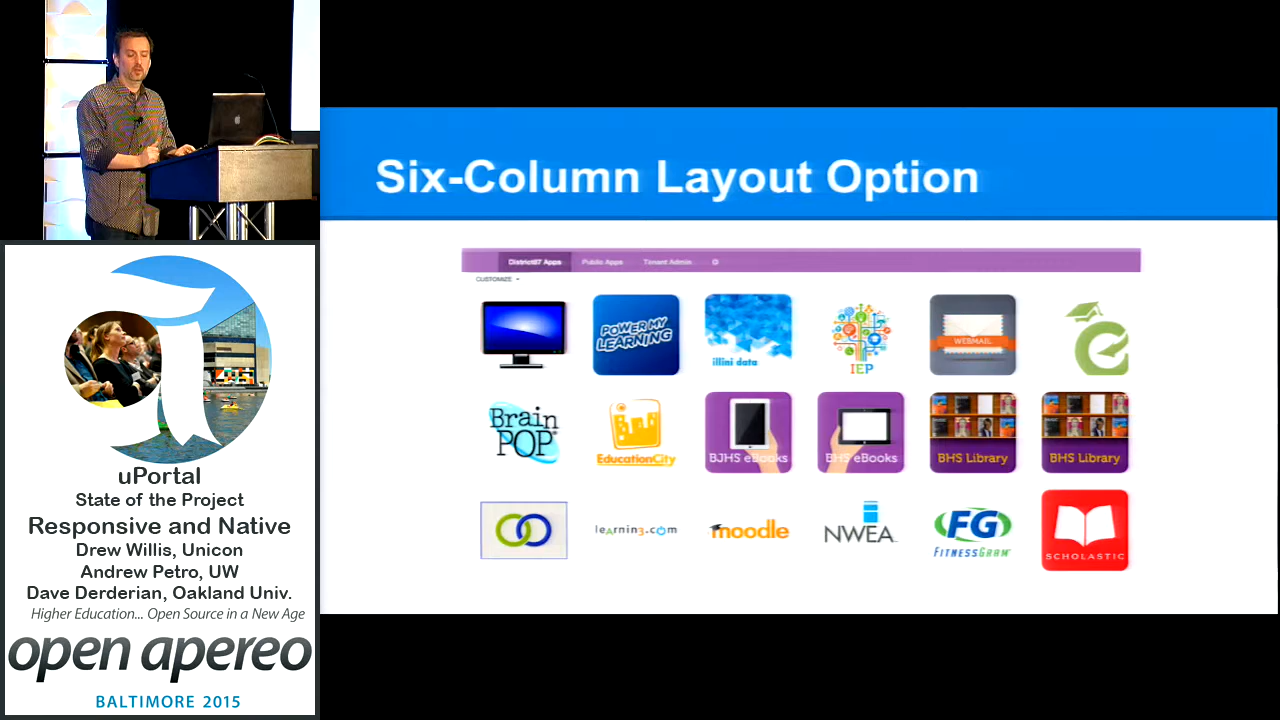 Six-Column Layout Option
District87 Apps Public Apps Tenant Admin
CUSTOMIZE
POWER MY
LEARNING
illini data
IEP
WEBMAIL
Brain
POP
EducationCity
BJHS eBooks
BHS eBooks
BHS Library
BHS Library
learning.com
moodle
NWEA
FG
FITNESSGRAM
SCHOLASTIC
uPortal
State of the Project
Responsive and Native
Drew Willis, Unicon
Andrew Petro, UW
Dave Derderian, Oakland Univ.
Higher Education... Open Source in a New Age
open apereo
BALTIMORE 2015